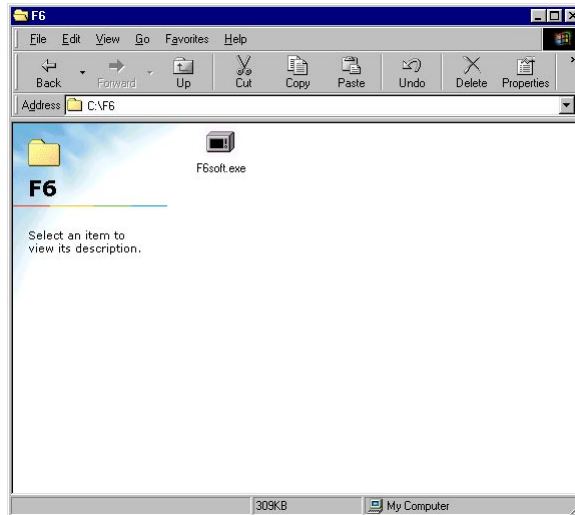 F6
File Edit View Go Favorites Help
Back Forward Up Cut Copy Paste Undo Delete Properties
Address C:\F6
F6soft.exe
F6
Select an item to
view its description.
309KB My Computer